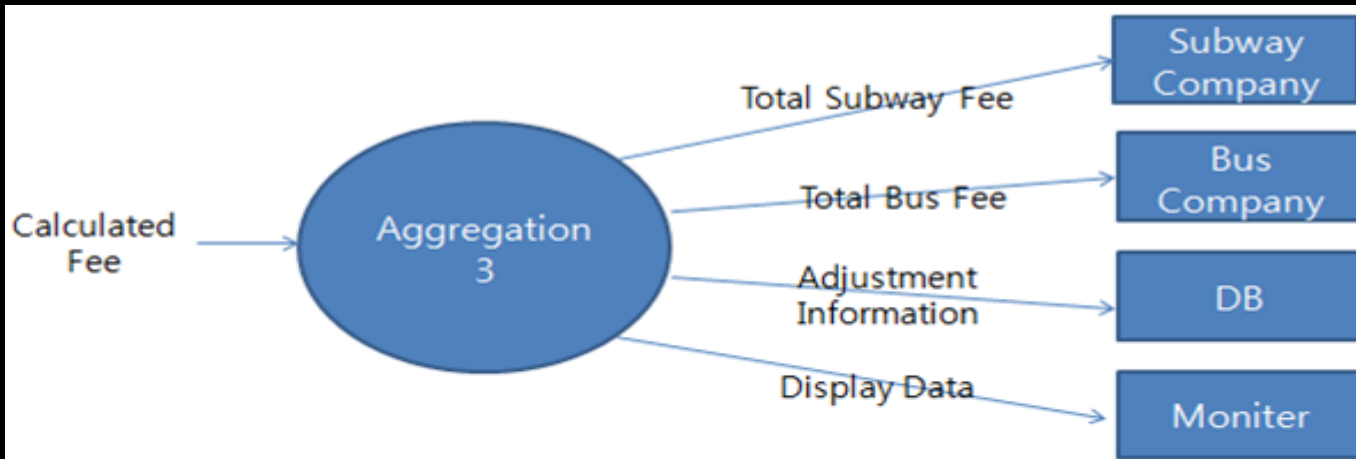 Calculated
Fee
Aggregation
3
Total Subway Fee
Total Bus Fee
Adjustment
Information
Display Data
Subway
Company
Bus
Company
DB
Moniter